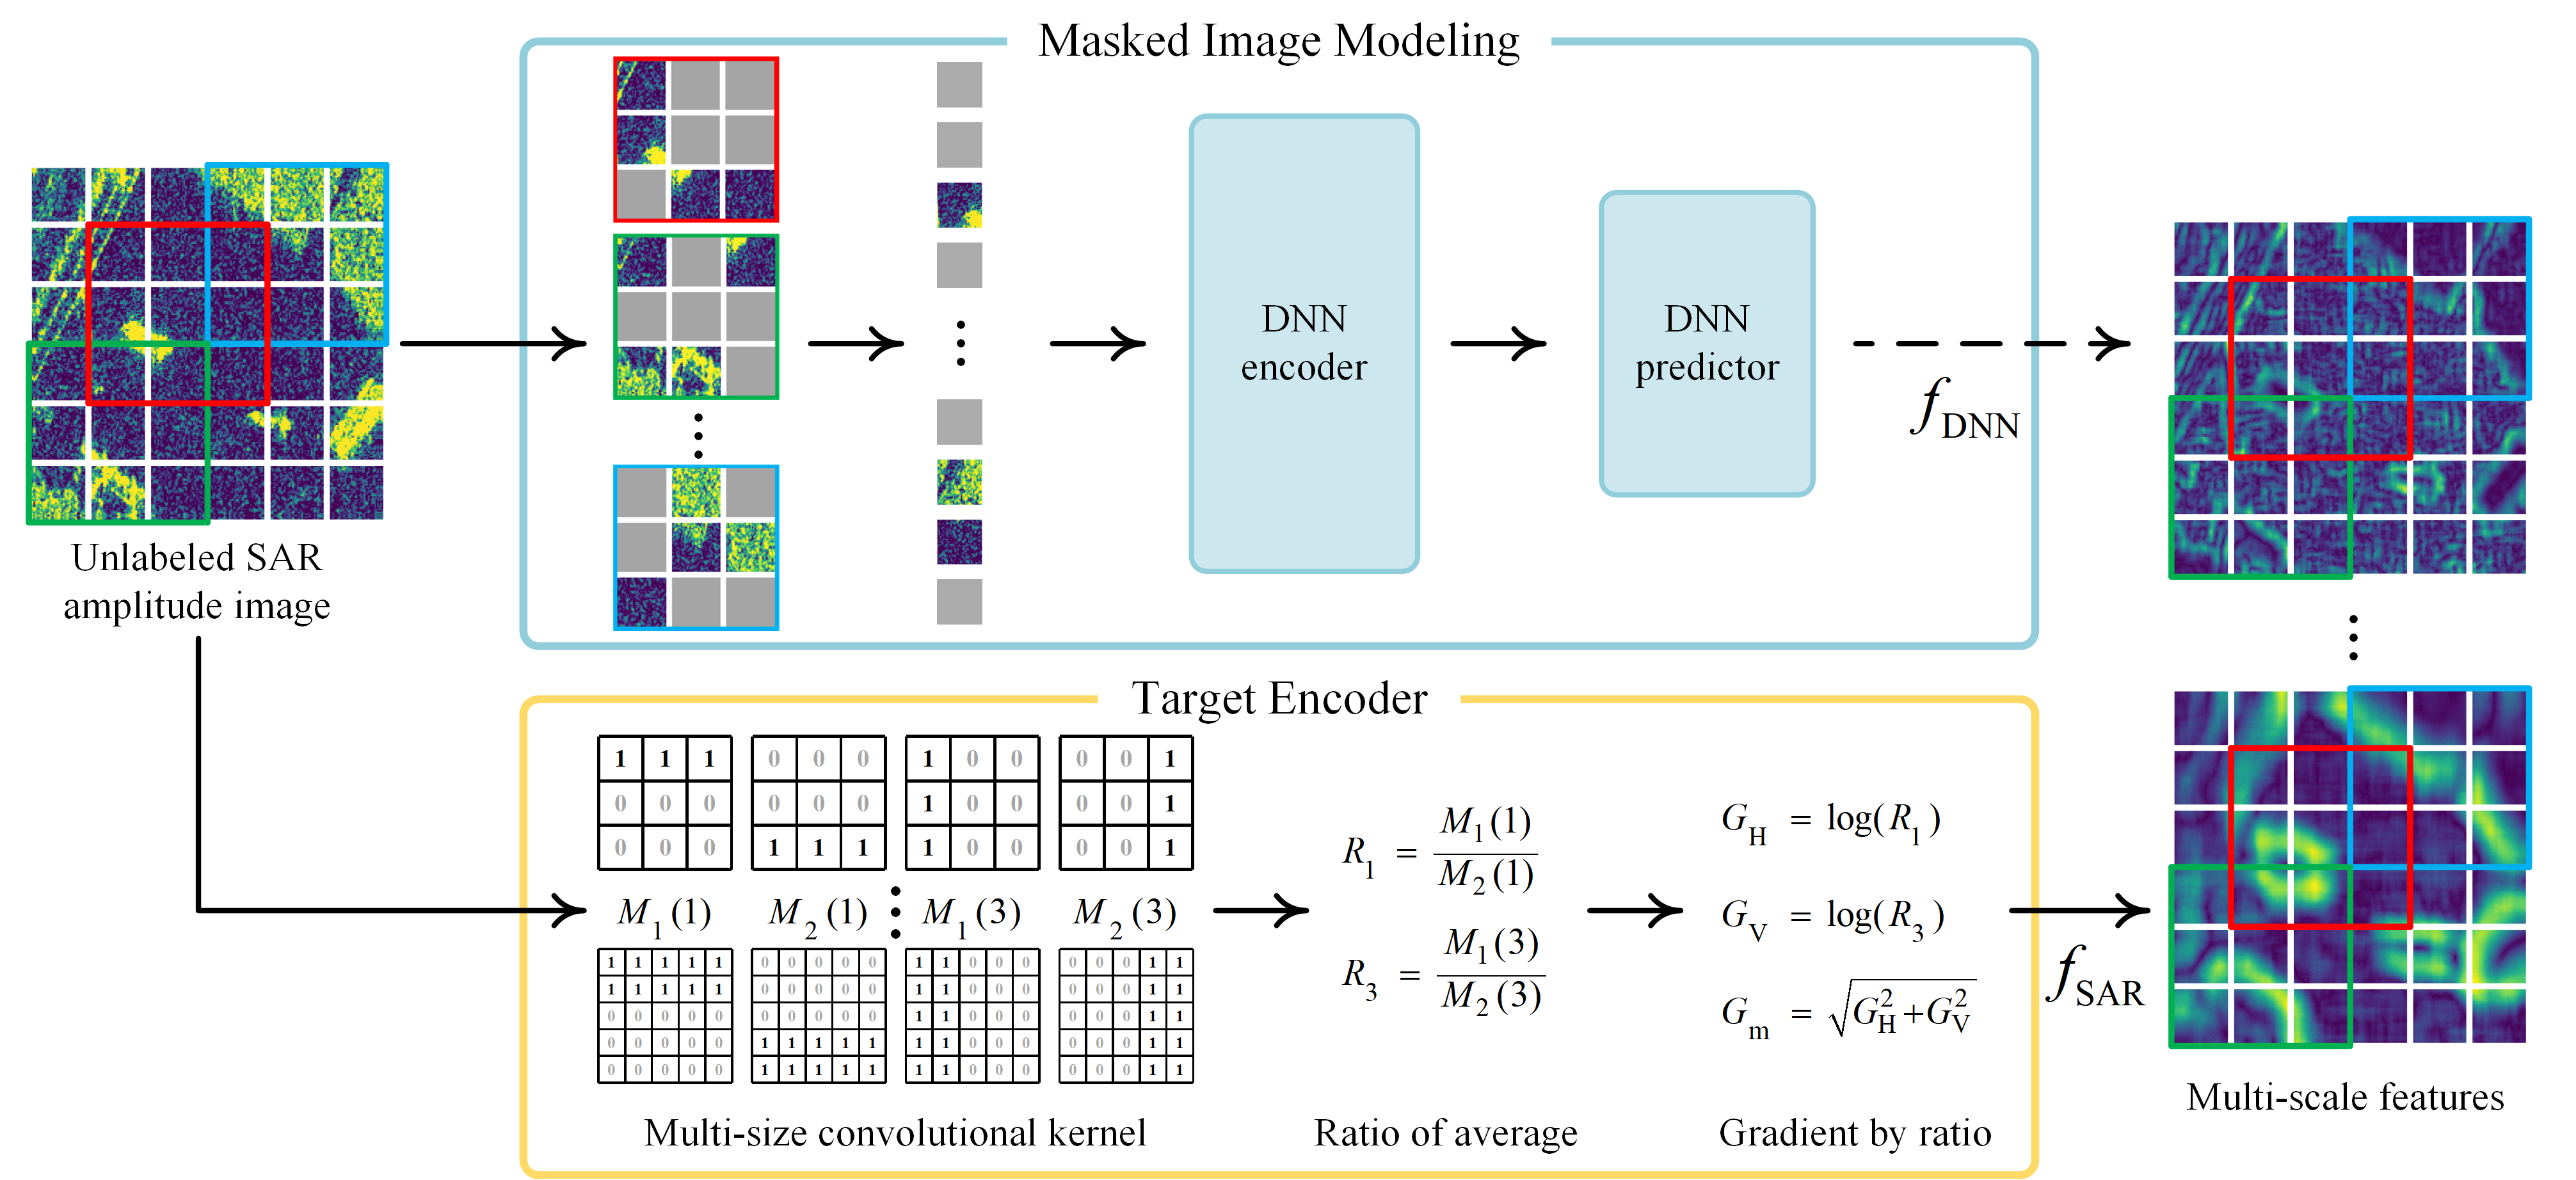 Masked Image Modeling
DNN
encoder
DNN
predictor
f_DNN
Unlabeled SAR
amplitude image
Target Encoder
1 1 1 0 0 0 1 0 0 0 0 1
0 0 0 0 0 0 1 0 0 0 0 1
0 0 0 1 1 1 1 0 0 0 0 1
M_1(1) M_2(1) M_1(3) M_2(3)
1 1 1 1 1 0 0 0 0 0 1 1 0 0 0 0 0 0 1 1
1 1 1 1 1 0 0 0 0 0 1 1 0 0 0 0 0 0 1 1
0 0 0 0 0 0 0 0 0 0 1 1 0 0 0 0 0 0 1 1
0 0 0 0 0 1 1 1 1 1 1 1 0 0 0 0 0 0 1 1
0 0 0 0 0 1 1 1 1 1 1 1 0 0 0 0 0 0 1 1
Multi-size convolutional kernel
R_1 = M_1(1) / M_2(1)
R_3 = M_1(3) / M_2(3)
Ratio of average
G_H = log(R_1)
G_V = log(R_3)
G_m = √(G_H^2+G_V^2)
Gradient by ratio
f_SAR
Multi-scale features